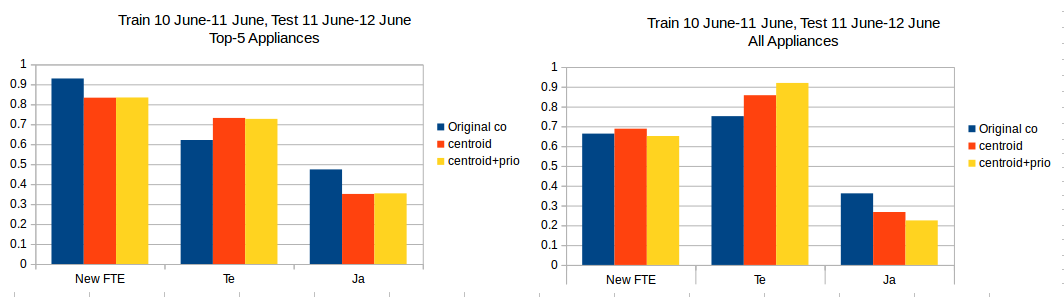 Train 10 June-11 June, Test 11 June-12 June
Top-5 Appliances
1
0.9
0.8
0.7
0.6
0.5
0.4
0.3
0.2
0.1
0
New FTE Te Ja
Original co
centroid
centroid+prio
Train 10 June-11 June, Test 11 June-12 June
All Appliances
1
0.9
0.8
0.7
0.6
0.5
0.4
0.3
0.2
0.1
0
New FTE Te Ja
Original co
centroid
centroid+prio